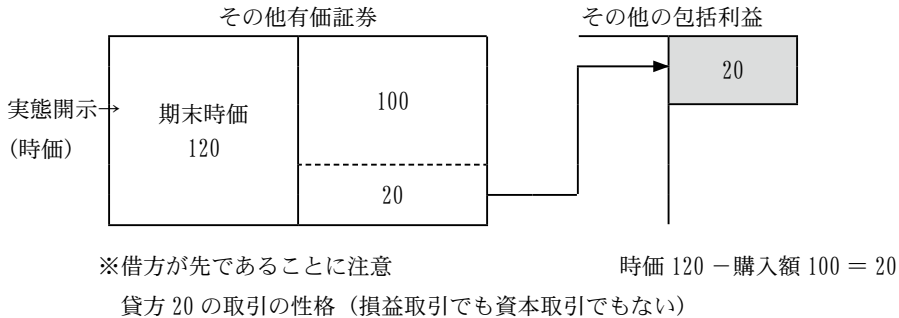 その他有価証券
その他の包括利益
実態開示→
(時価)
期末時価
120
100
20
20
※借方が先であることに注意
貸方 20 の取引の性格（損益取引でも資本取引でもない）
時価 120 －購入額 100 ＝ 20